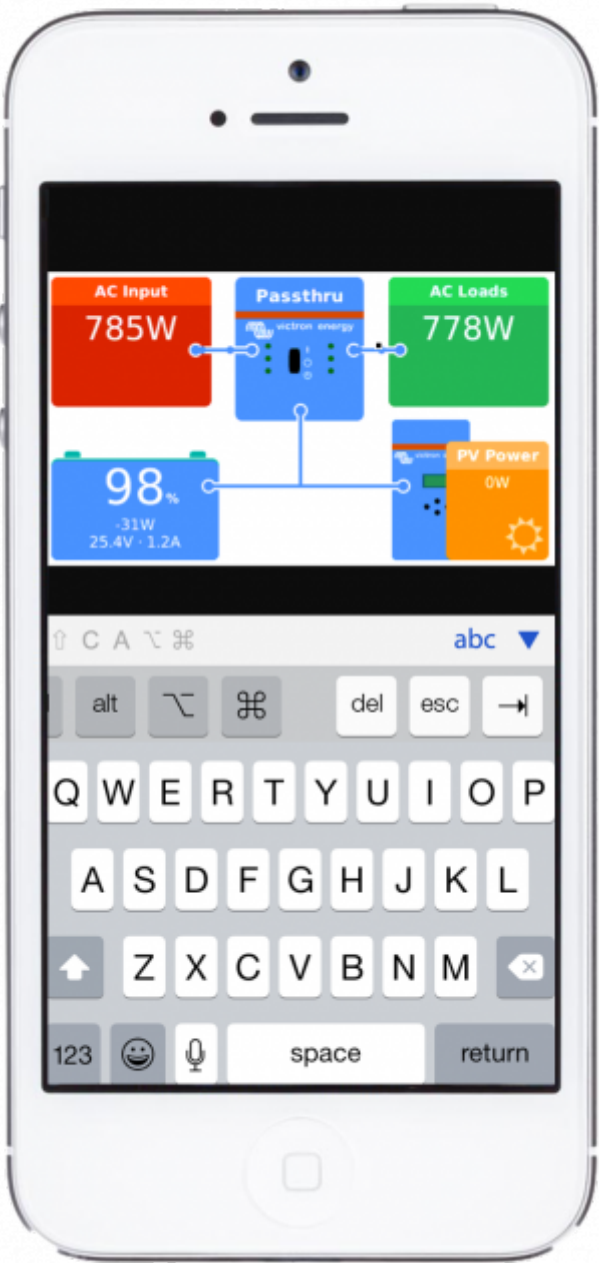 AC Input
785W
Passthru
victron energy
AC Loads
778W
98%
-31W
25.4V · 1.2A
victron
PV Power
0W
⇧ C A ⌥ ⌘
abc ▼
alt ⌥ ⌘ del esc →|
Q W E R T Y U I O P
A S D F G H J K L
Z X C V B N M
123
space
return